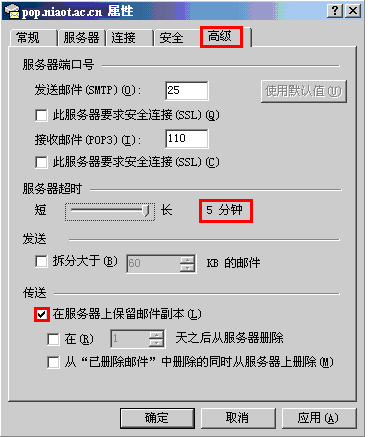 pop.niaot.ac.cn 属性
常规 服务器 连接 安全 高级
服务器端口号
发送邮件(SMTP)(O): 25 使用默认值(U)
此服务器要求安全连接(SSL)(Q)
接收邮件(POP3)(I): 110
此服务器要求安全连接(SSL)(C)
服务器超时
短 长 5 分钟
发送
拆分大于(B) 60 KB 的邮件
传送
在服务器上保留邮件副本(L)
在(R) 1 天之后从服务器删除
从“已删除邮件”中删除的同时从服务器上删除(M)
确定 取消 应用(A)